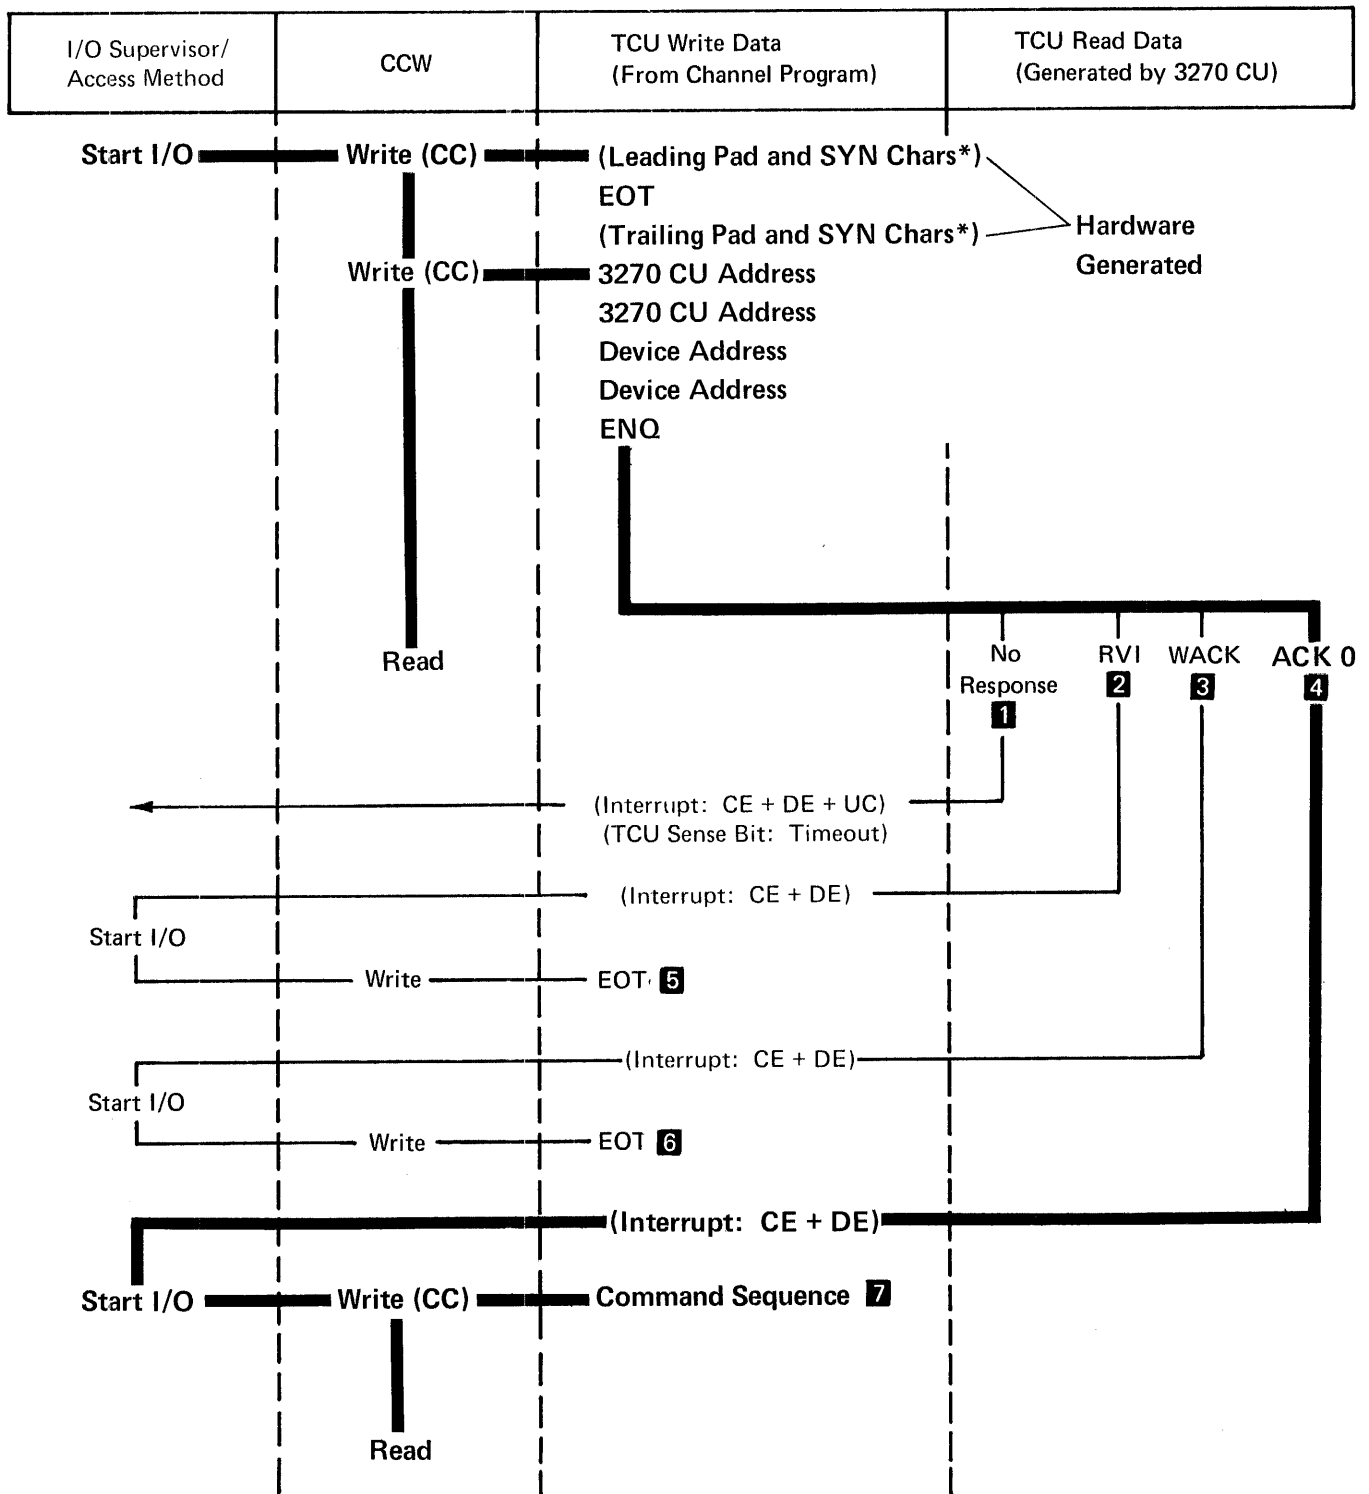 I/O Supervisor/
Access Method
CCW
TCU Write Data
(From Channel Program)
TCU Read Data
(Generated by 3270 CU)
Start I/O
Write (CC)
(Leading Pad and SYN Chars*)
EOT
(Trailing Pad and SYN Chars*)
Hardware
Generated
Write (CC)
3270 CU Address
3270 CU Address
Device Address
Device Address
ENQ
Read
No
Response
1
RVI
2
WACK
3
ACK 0
4
(Interrupt: CE + DE + UC)
(TCU Sense Bit: Timeout)
(Interrupt: CE + DE)
Start I/O
Write
EOT 5
(Interrupt: CE + DE)
Start I/O
Write
EOT 6
(Interrupt: CE + DE)
Start I/O
Write (CC)
Command Sequence 7
Read